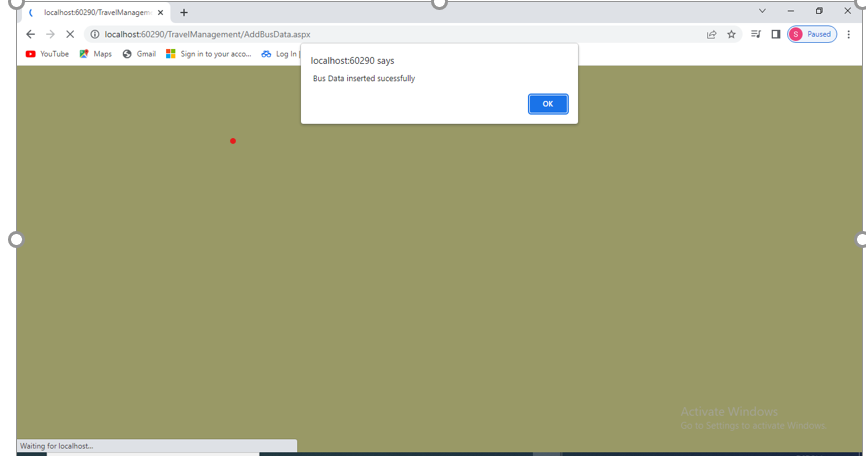 localhost:60290/TravelManagem
localhost:60290/TravelManagement/AddBusData.aspx
S Paused
YouTube Maps Gmail Sign in to your acco... Log In
localhost:60290 says
Bus Data inserted sucessfully
OK
Activate Windows
Go to Settings to activate Windows.
Waiting for localhost...